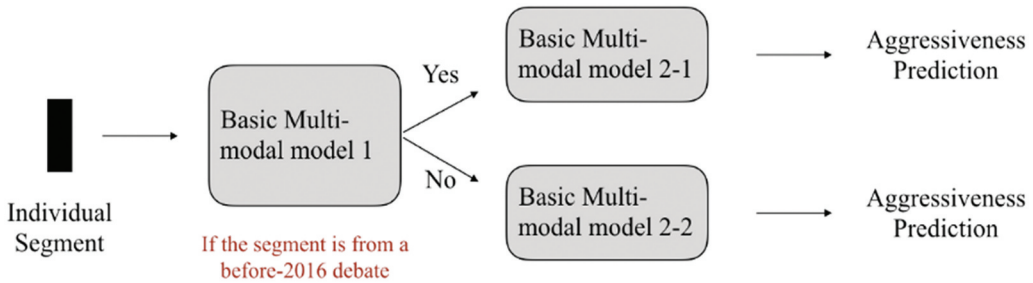 Individual
Segment
Basic Multi-
modal model 1
If the segment is from a
before-2016 debate
Yes
No
Basic Multi-
modal model 2-1
Aggressiveness
Prediction
Basic Multi-
modal model 2-2
Aggressiveness
Prediction